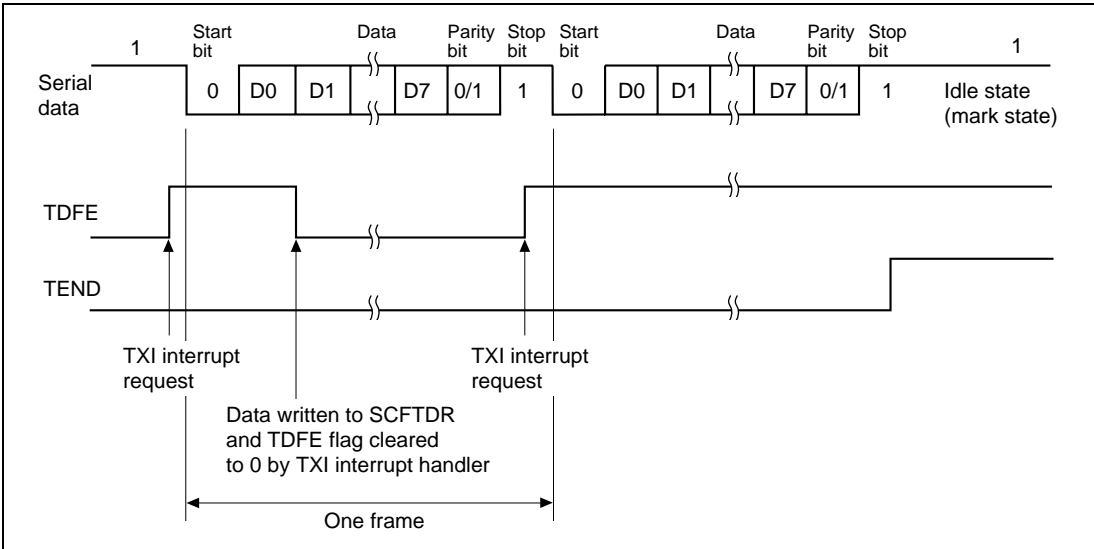 1
Start bit
Data
Parity bit
Stop bit
Start bit
Data
Parity bit
Stop bit
1
Serial data
0
D0
D1
D7
0/1
1
0
D0
D1
D7
0/1
1
Idle state
(mark state)
TDFE
TEND
TXI interrupt
request
TXI interrupt
request
Data written to SCFTDR
and TDFE flag cleared
to 0 by TXI interrupt handler
One frame